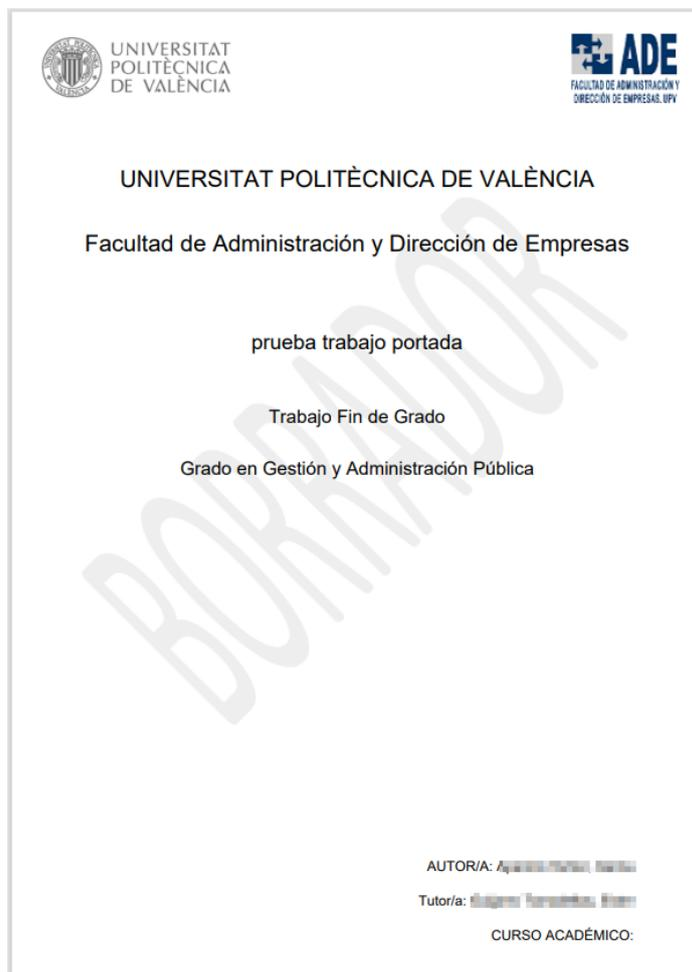 UNIVERSITAT
POLITÈCNICA
DE VALÈNCIA
ADE
FACULTAD DE ADMINISTRACIÓN Y
DIRECCIÓN DE EMPRESAS. UPV
UNIVERSITAT POLITÈCNICA DE VALÈNCIA
Facultad de Administración y Dirección de Empresas
prueba trabajo portada
Trabajo Fin de Grado
Grado en Gestión y Administración Pública
BORRADOR
AUTOR/A:
Tutor/a:
CURSO ACADÉMICO: